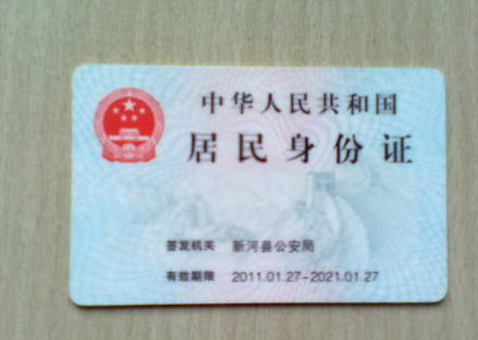 中华人民共和国
居民身份证
签发机关 新河县公安局
有效期限 2011.01.27-2021.01.27